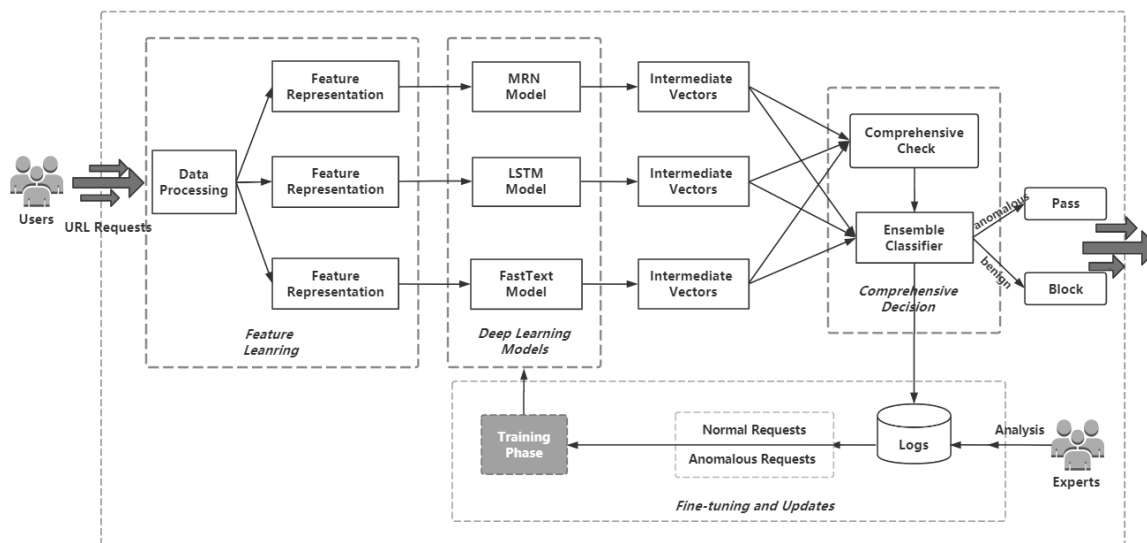 Users
URL Requests
Data
Processing
Feature
Representation
Feature
Representation
Feature
Representation
Feature
Leanring
MRN
Model
LSTM
Model
FastText
Model
Deep Learning
Models
Intermediate
Vectors
Intermediate
Vectors
Intermediate
Vectors
Comprehensive
Check
Ensemble
Classifier
Comprehensive
Decision
anomalous
benign
Pass
Block
Training
Phase
Normal Requests
Anomalous Requests
Logs
Analysis
Experts
Fine-tuning and Updates